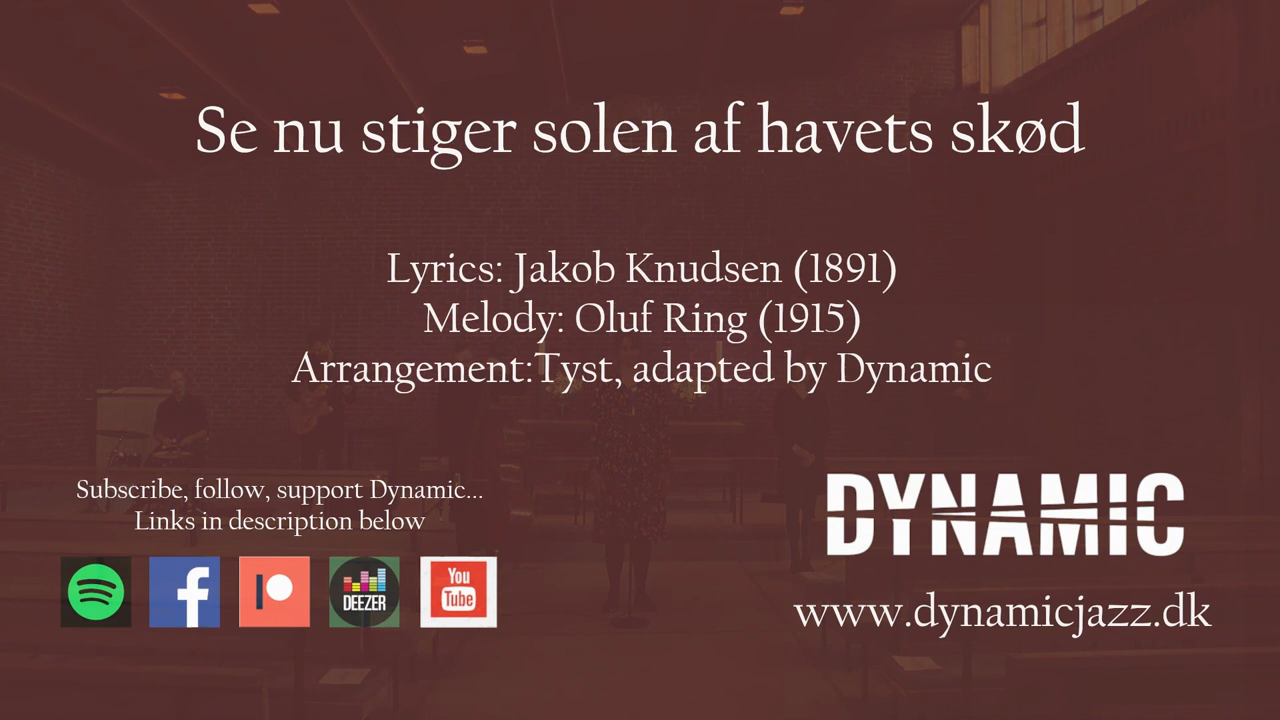 Se nu stiger solen af havets skød
Lyrics: Jakob Knudsen (1891)
Melody: Oluf Ring (1915)
Arrangement:Tyst, adapted by Dynamic
Subscribe, follow, support Dynamic...
Links in description below
DEEZER
You
Tube
DYNAMIC
www.dynamicjazz.dk